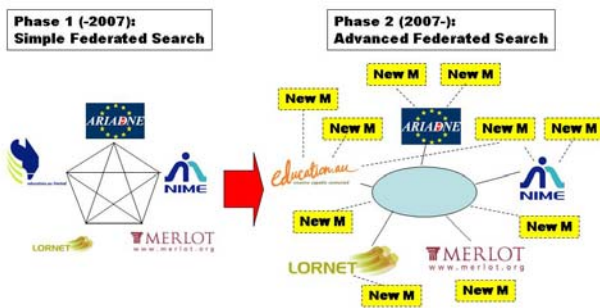 Phase 1 (-2007):
Simple Federated Search
Phase 2 (2007-):
Advanced Federated Search
New M
New M
New M
New M
New M
New M
ARIADNE
ARIADNE
education.au
NIME
NIME
New M
New M
LORNET
MERLOT
www.merlot.org
LORNET
MERLOT
www.merlot.org
New M
New M